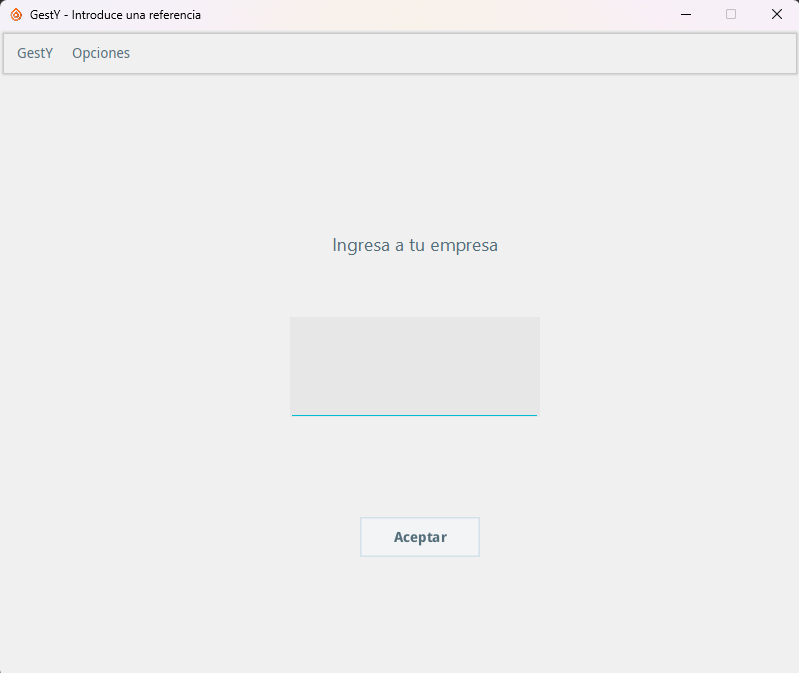 GestY - Introduce una referencia
GestY Opciones
Ingresa a tu empresa
Aceptar